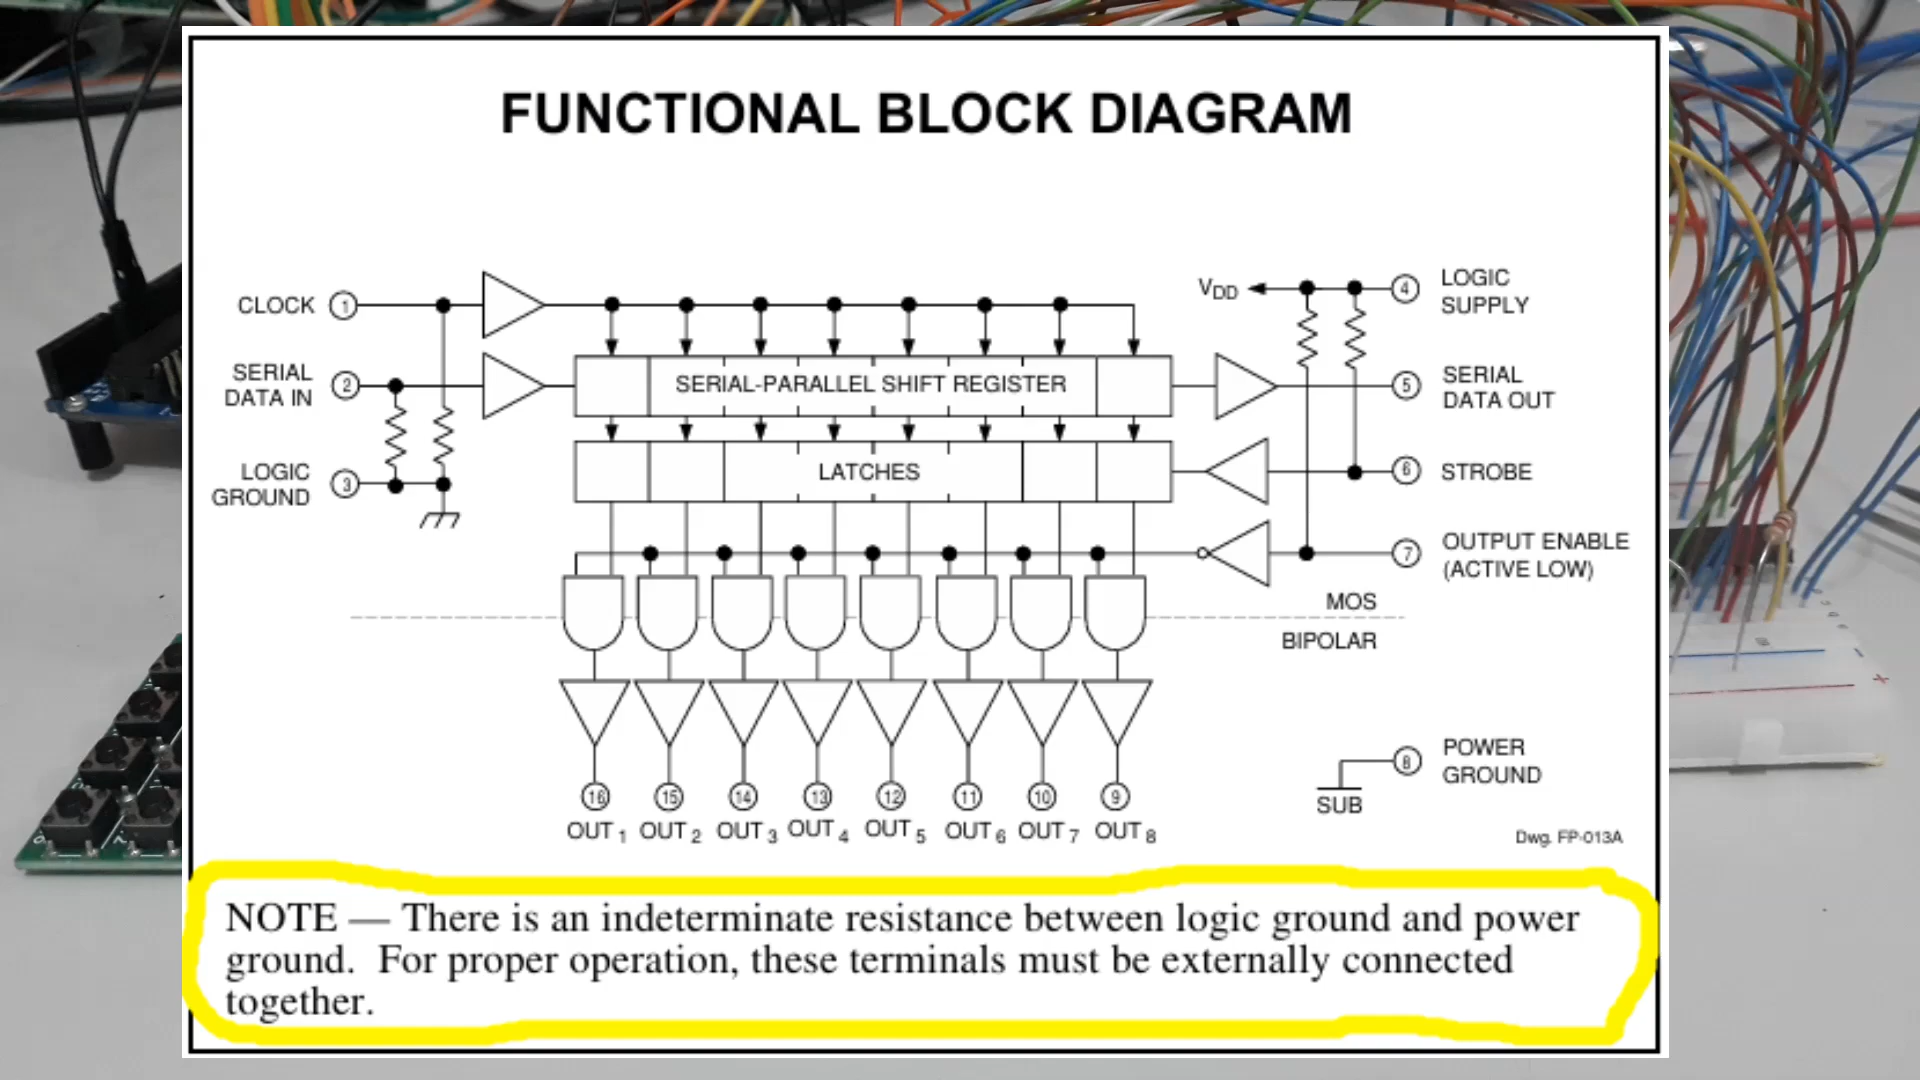 FUNCTIONAL BLOCK DIAGRAM
CLOCK 1
SERIAL
DATA IN 2
LOGIC
GROUND 3
VDD
4 LOGIC
SUPPLY
SERIAL-PARALLEL SHIFT REGISTER
5 SERIAL
DATA OUT
LATCHES
6 STROBE
7 OUTPUT ENABLE
(ACTIVE LOW)
MOS
BIPOLAR
8 POWER
GROUND
SUB
16 15 14 13 12 11 10 9
OUT1 OUT2 OUT3 OUT4 OUT5 OUT6 OUT7 OUT8
Dwg. FP-013A
NOTE — There is an indeterminate resistance between logic ground and power
ground. For proper operation, these terminals must be externally connected
together.